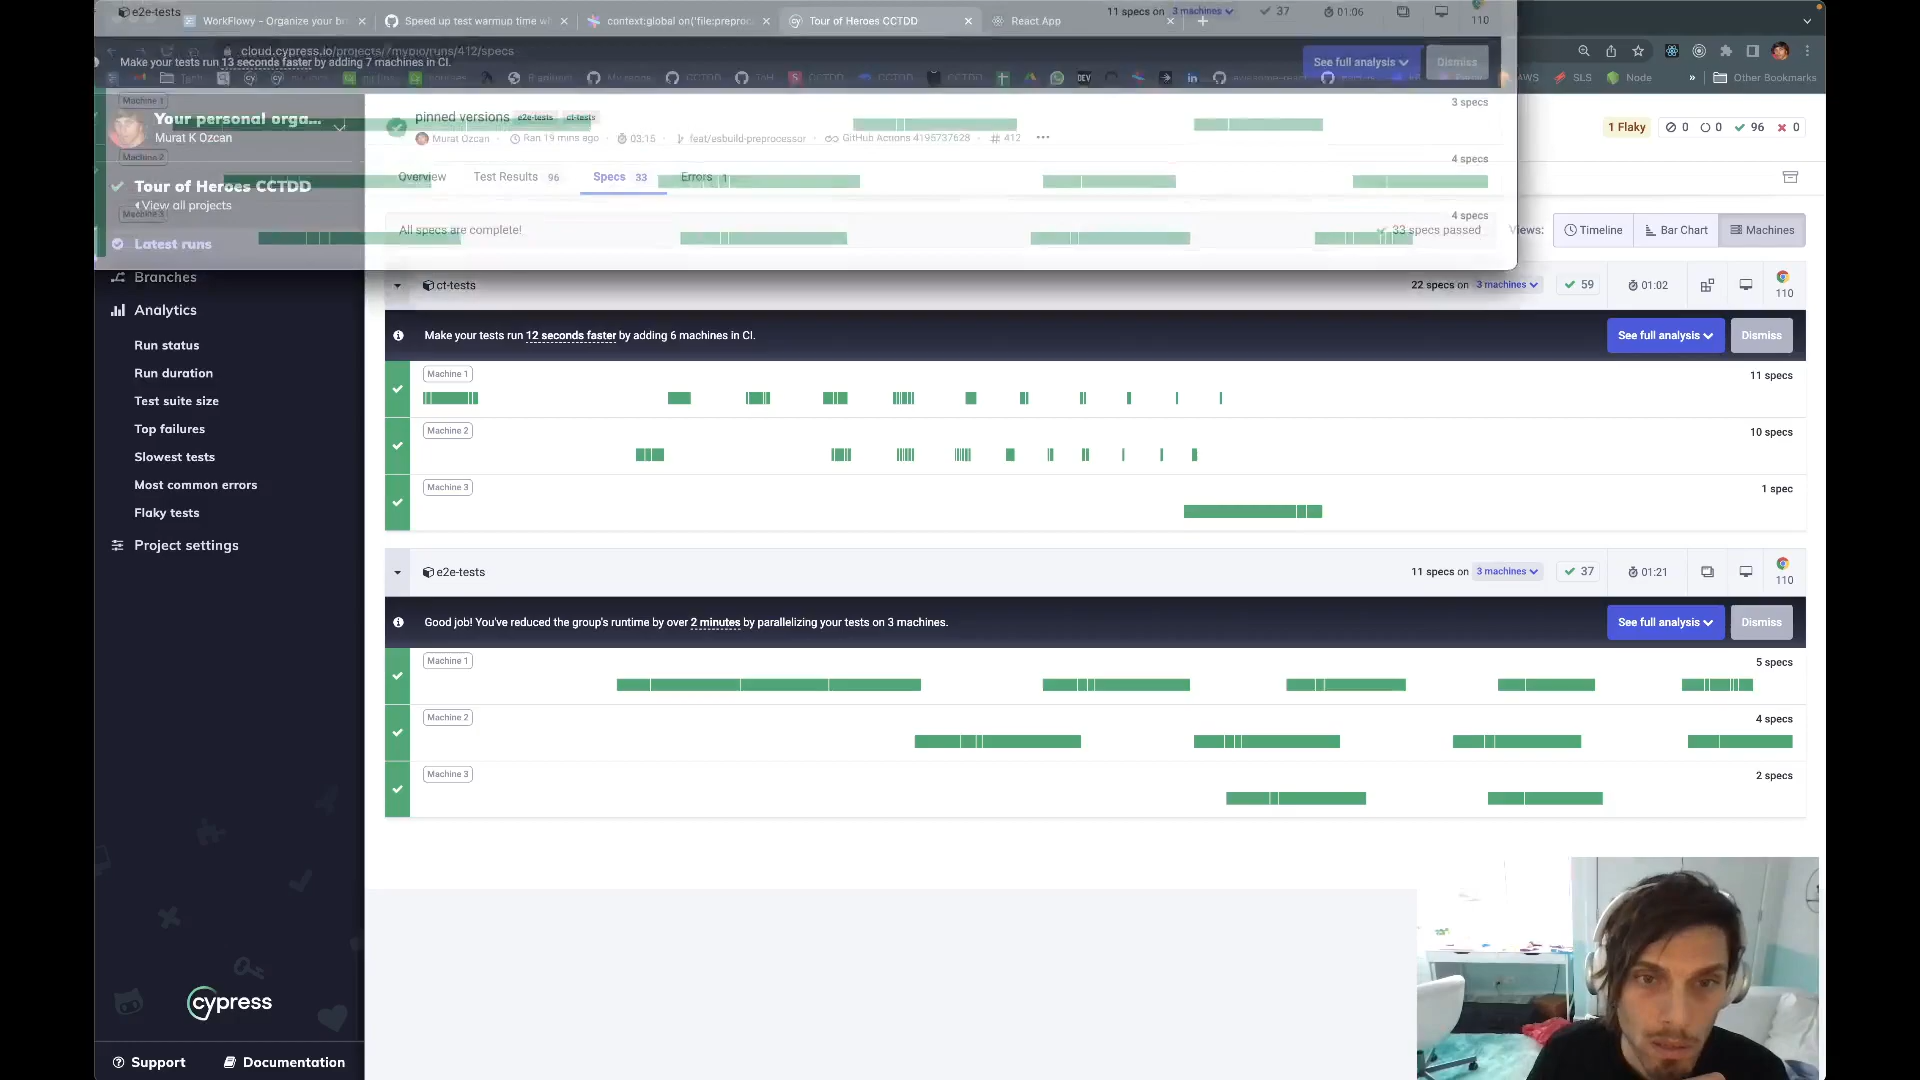 e2e-tests
WorkFlowy - Organize your br
Speed up test warmup time w
context:global on('file:preproc
Tour of Heroes CCTDD
React App
11 specs on 3 machines
37
01:06
110
cloud.cypress.io/projects/7mypio/runs/412/specs
Make your tests run 13 seconds faster by adding 7 machines in CI.
See full analysis
Dismiss
AWS
SLS
Node
Other Bookmarks
Machine 1
3 specs
Your personal orga...
Murat K Ozcan
pinned versions
e2e-tests
ct-tests
Murat Ozcan
Ran 19 mins ago
03:15
feat/esbuild-preprocessor
GitHub Actions 4195737628
# 412
1 Flaky
0
0
96
0
Machine 2
4 specs
Overview
Test Results 96
Specs 33
Errors 1
Tour of Heroes CCTDD
View all projects
Machine 3
4 specs
All specs are complete!
33 specs passed
Views:
Timeline
Bar Chart
Machines
Latest runs
Branches
Analytics
Run status
Run duration
Test suite size
Top failures
Slowest tests
Most common errors
Flaky tests
Project settings
ct-tests
22 specs on 3 machines
59
01:02
110
Make your tests run 12 seconds faster by adding 6 machines in CI.
See full analysis
Dismiss
Machine 1
11 specs
Machine 2
10 specs
Machine 3
1 spec
e2e-tests
11 specs on 3 machines
37
01:21
110
Good job! You've reduced the group's runtime by over 2 minutes by parallelizing your tests on 3 machines.
See full analysis
Dismiss
Machine 1
5 specs
Machine 2
4 specs
Machine 3
2 specs
cypress
Support
Documentation